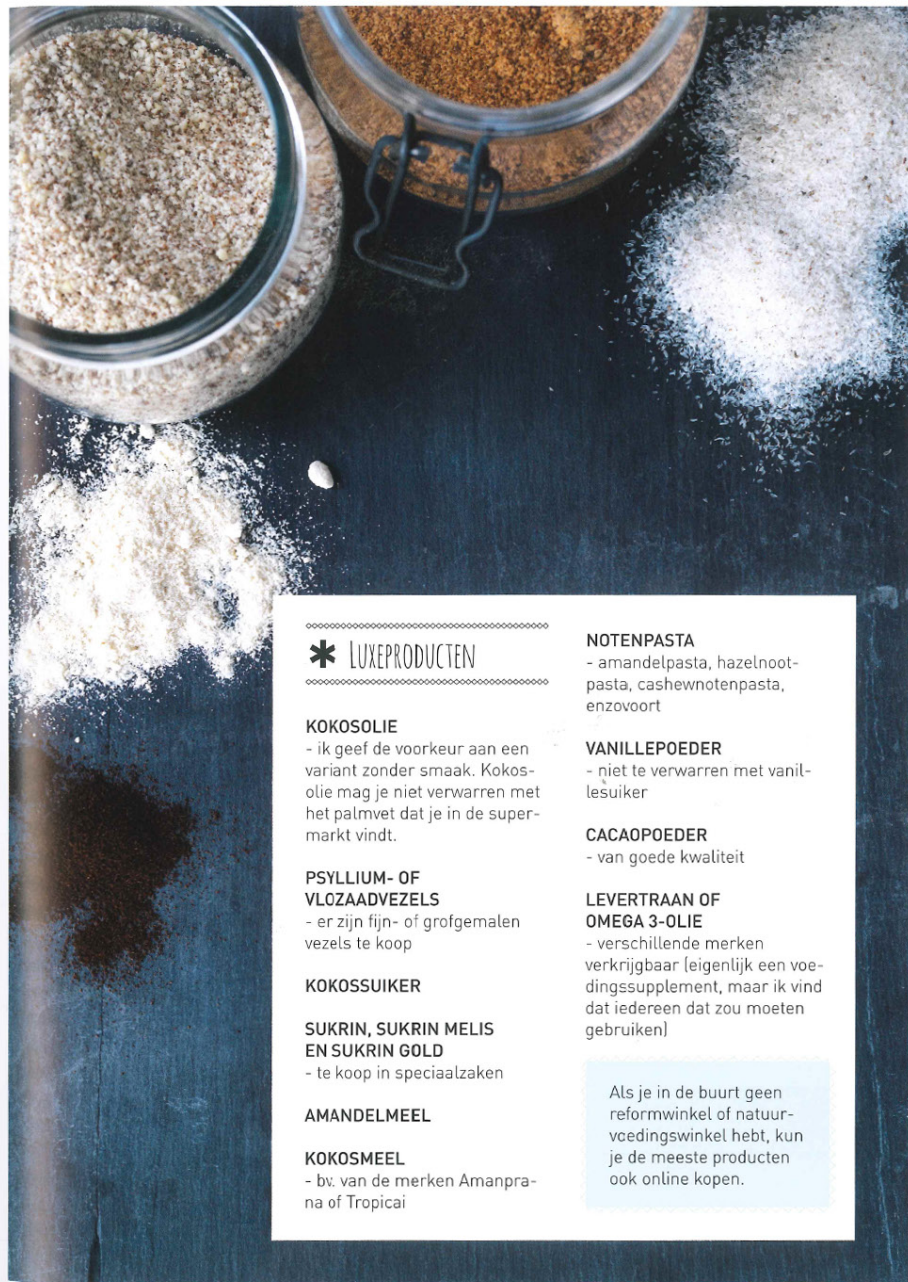 * Luxeproducten
KOKOSOLIE
- ik geef de voorkeur aan een
variant zonder smaak. Kokos-
olie mag je niet verwarren met
het palmvet dat je in de super-
markt vindt.
PSYLLIUM- OF
VLOZAADVEZELS
- er zijn fijn- of grofgemalen
vezels te koop
KOKOSSUIKER
SUKRIN, SUKRIN MELIS
EN SUKRIN GOLD
- te koop in speciaalzaken
AMANDELMEEL
KOKOSMEEL
- bv. van de merken Amanpra-
na of Tropicai
NOTENPASTA
- amandelpasta, hazelnoot-
pasta, cashewnotenpasta,
enzovoort
VANILLEPOEDER
- niet te verwarren met vanil-
lesuiker
CACAOPOEDER
- van goede kwaliteit
LEVERTRAAN OF
OMEGA 3-OLIE
- verschillende merken
verkrijgbaar (eigenlijk een voe-
dingssupplement, maar ik vind
dat iedereen dat zou moeten
gebruiken)
Als je in de buurt geen
reformwinkel of natuur-
voedingswinkel hebt, kun
je de meeste producten
ook online kopen.